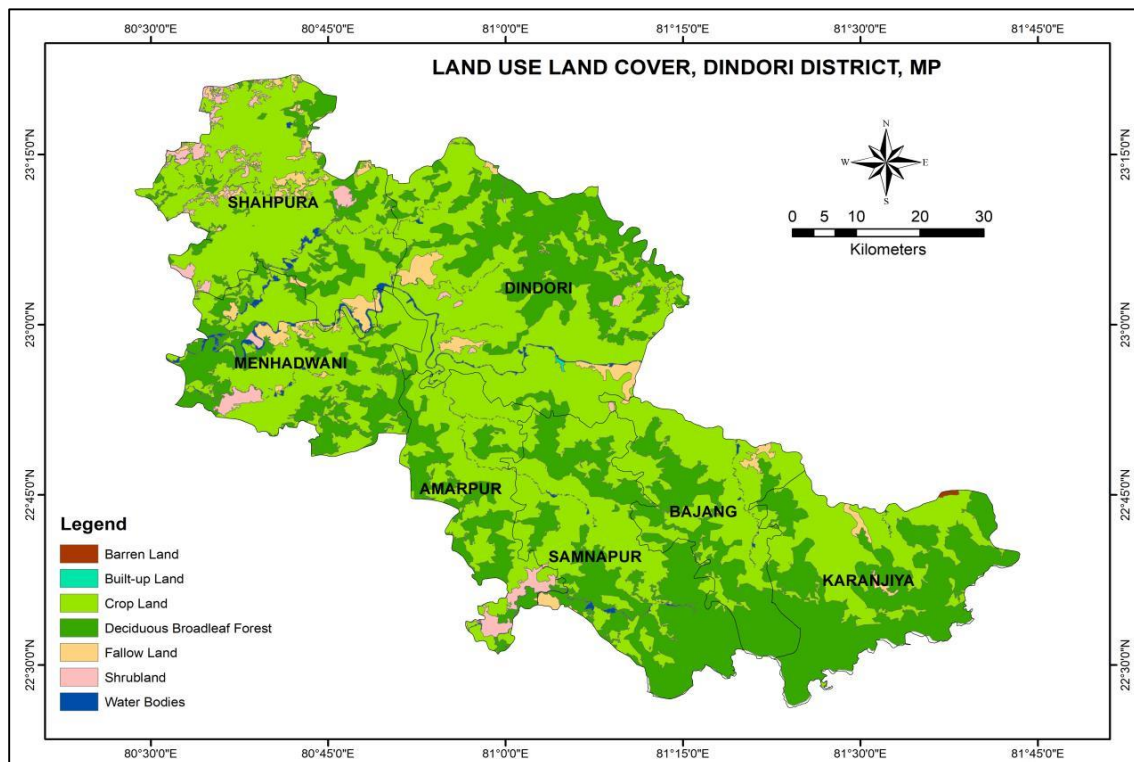 80°30'0"E 80°45'0"E 81°0'0"E 81°15'0"E 81°30'0"E 81°45'0"E
LAND USE LAND COVER, DINDORI DISTRICT, MP
N
W E
S
23°15'0"N 23°15'0"N
0 5 10 20 30
Kilometers
SHAHPURA
DINDORI
23°0'0"N 23°0'0"N
MENHADWANI
AMARPUR
22°45'0"N 22°45'0"N
BAJANG
SAMNAPUR
KARANJIYA
22°30'0"N 22°30'0"N
Legend
Barren Land
Built-up Land
Crop Land
Deciduous Broadleaf Forest
Fallow Land
Shrubland
Water Bodies
80°30'0"E 80°45'0"E 81°0'0"E 81°15'0"E 81°30'0"E 81°45'0"E